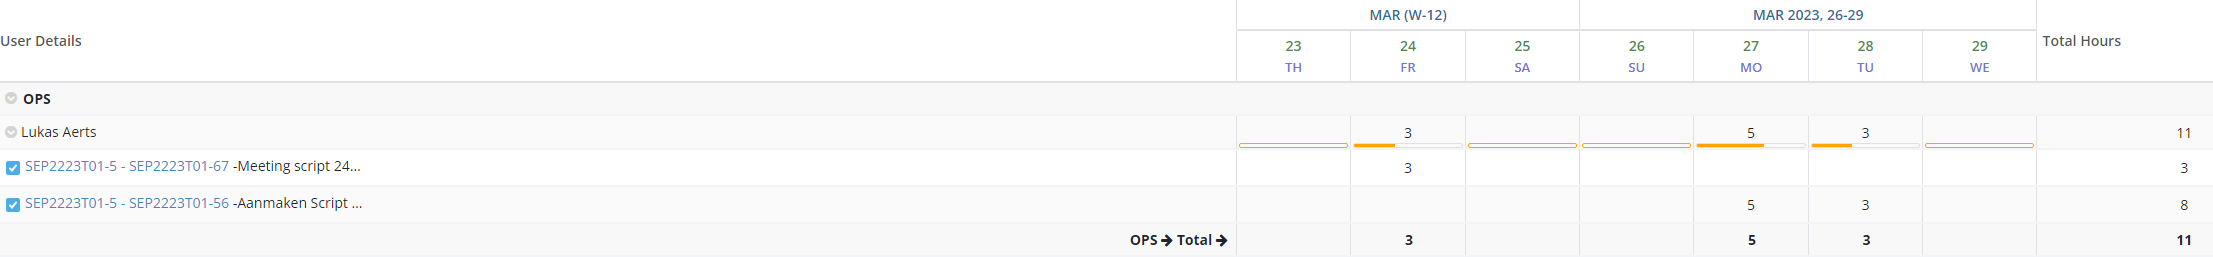 User Details MAR (W-12) MAR 2023, 26-29 Total Hours
23 24 25 26 27 28 29
TH FR SA SU MO TU WE
OPS
Lukas Aerts 3 5 3 11
SEP2223T01-5 - SEP2223T01-67 -Meeting script 24... 3 3
SEP2223T01-5 - SEP2223T01-56 -Aanmaken Script ... 5 3 8
OPS → Total → 3 5 3 11